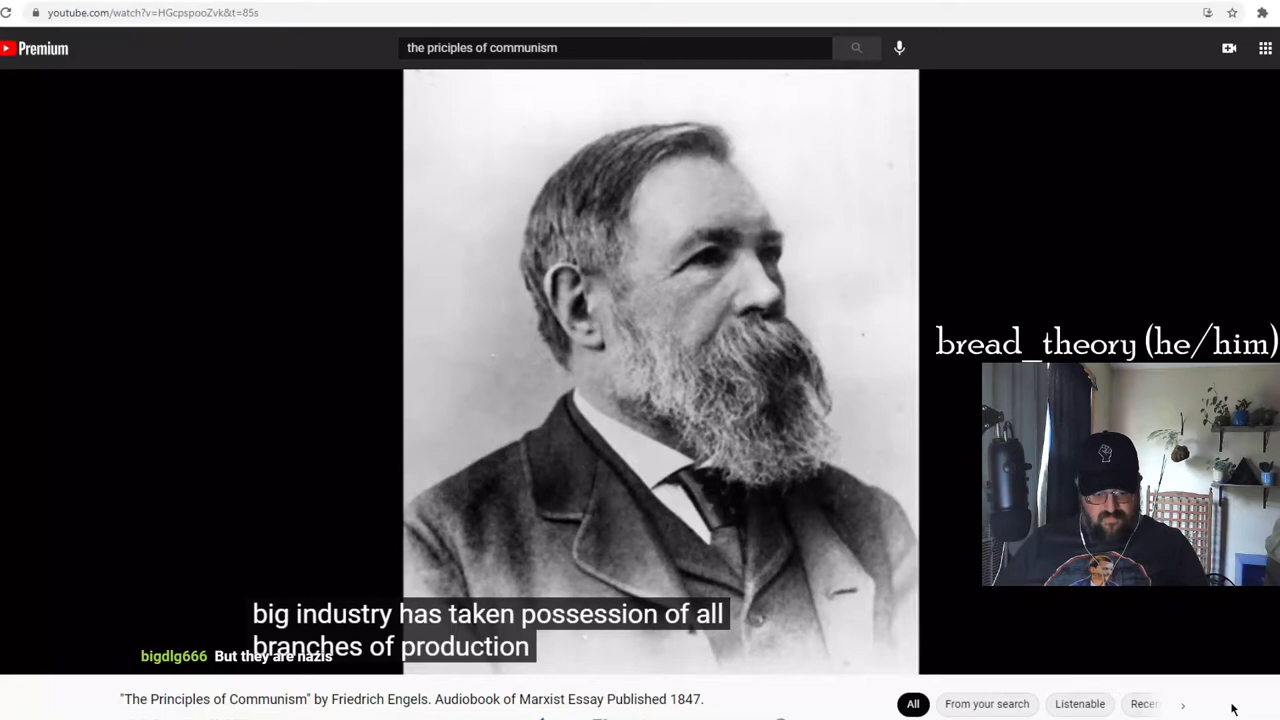 youtube.com/watch?v=HGcpspooZvk&t=85s
Premium
the priciples of communism
bread_theory (he/him)
big industry has taken possession of all
branches of production
bigdlg666 But they are nazis
"The Principles of Communism" by Friedrich Engels. Audiobook of Marxist Essay Published 1847.
All
From your search
Listenable